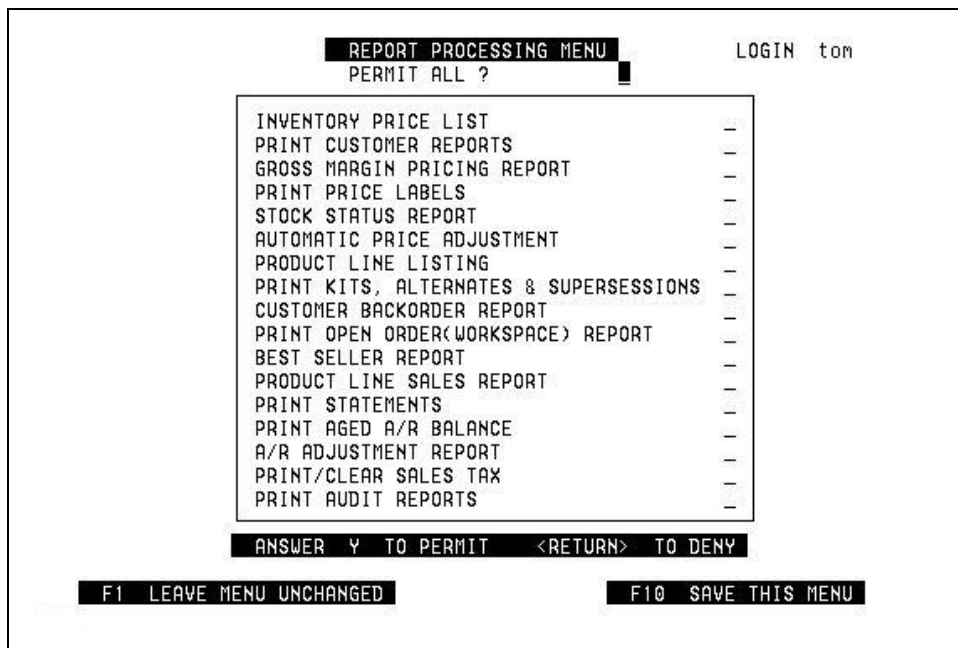 REPORT PROCESSING MENU LOGIN tom
PERMIT ALL ?
INVENTORY PRICE LIST _
PRINT CUSTOMER REPORTS _
GROSS MARGIN PRICING REPORT _
PRINT PRICE LABELS _
STOCK STATUS REPORT _
AUTOMATIC PRICE ADJUSTMENT _
PRODUCT LINE LISTING _
PRINT KITS, ALTERNATES & SUPERSESSIONS _
CUSTOMER BACKORDER REPORT _
PRINT OPEN ORDER(WORKSPACE) REPORT _
BEST SELLER REPORT _
PRODUCT LINE SALES REPORT _
PRINT STATEMENTS _
PRINT AGED A/R BALANCE _
A/R ADJUSTMENT REPORT _
PRINT/CLEAR SALES TAX _
PRINT AUDIT REPORTS _
ANSWER Y TO PERMIT <RETURN> TO DENY
F1 LEAVE MENU UNCHANGED F10 SAVE THIS MENU